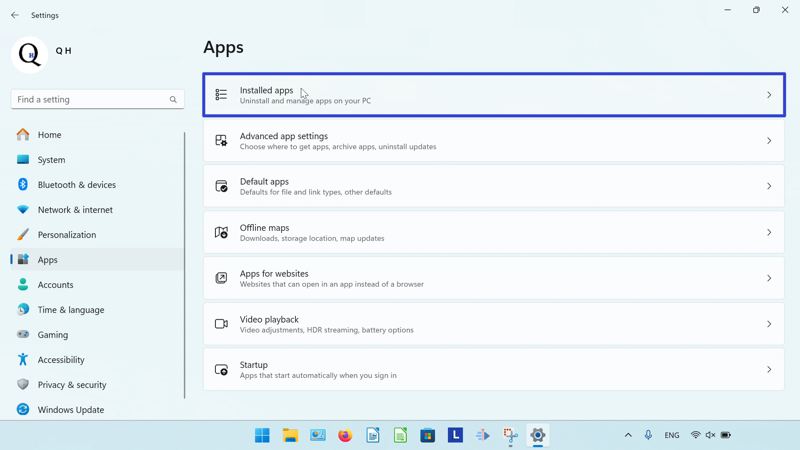 Settings
Q H
Q H
Find a setting
Home
System
Bluetooth & devices
Network & internet
Personalization
Apps
Accounts
Time & language
Gaming
Accessibility
Privacy & security
Windows Update
Apps
Installed apps
Uninstall and manage apps on your PC
Advanced app settings
Choose where to get apps, archive apps, uninstall updates
Default apps
Defaults for file and link types, other defaults
Offline maps
Downloads, storage location, map updates
Apps for websites
Websites that can open in an app instead of a browser
Video playback
Video adjustments, HDR streaming, battery options
Startup
Apps that start automatically when you sign in
L
ENG